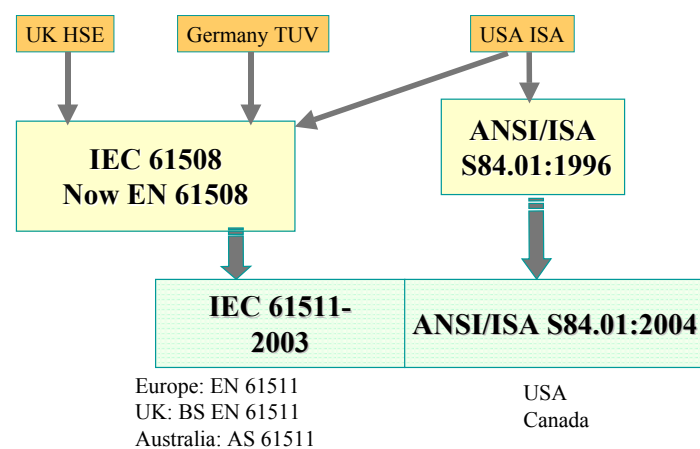 UK HSE
Germany TUV
USA ISA
IEC 61508
Now EN 61508
ANSI/ISA
S84.01:1996
IEC 61511-
2003
ANSI/ISA S84.01:2004
Europe: EN 61511
UK: BS EN 61511
Australia: AS 61511
USA
Canada